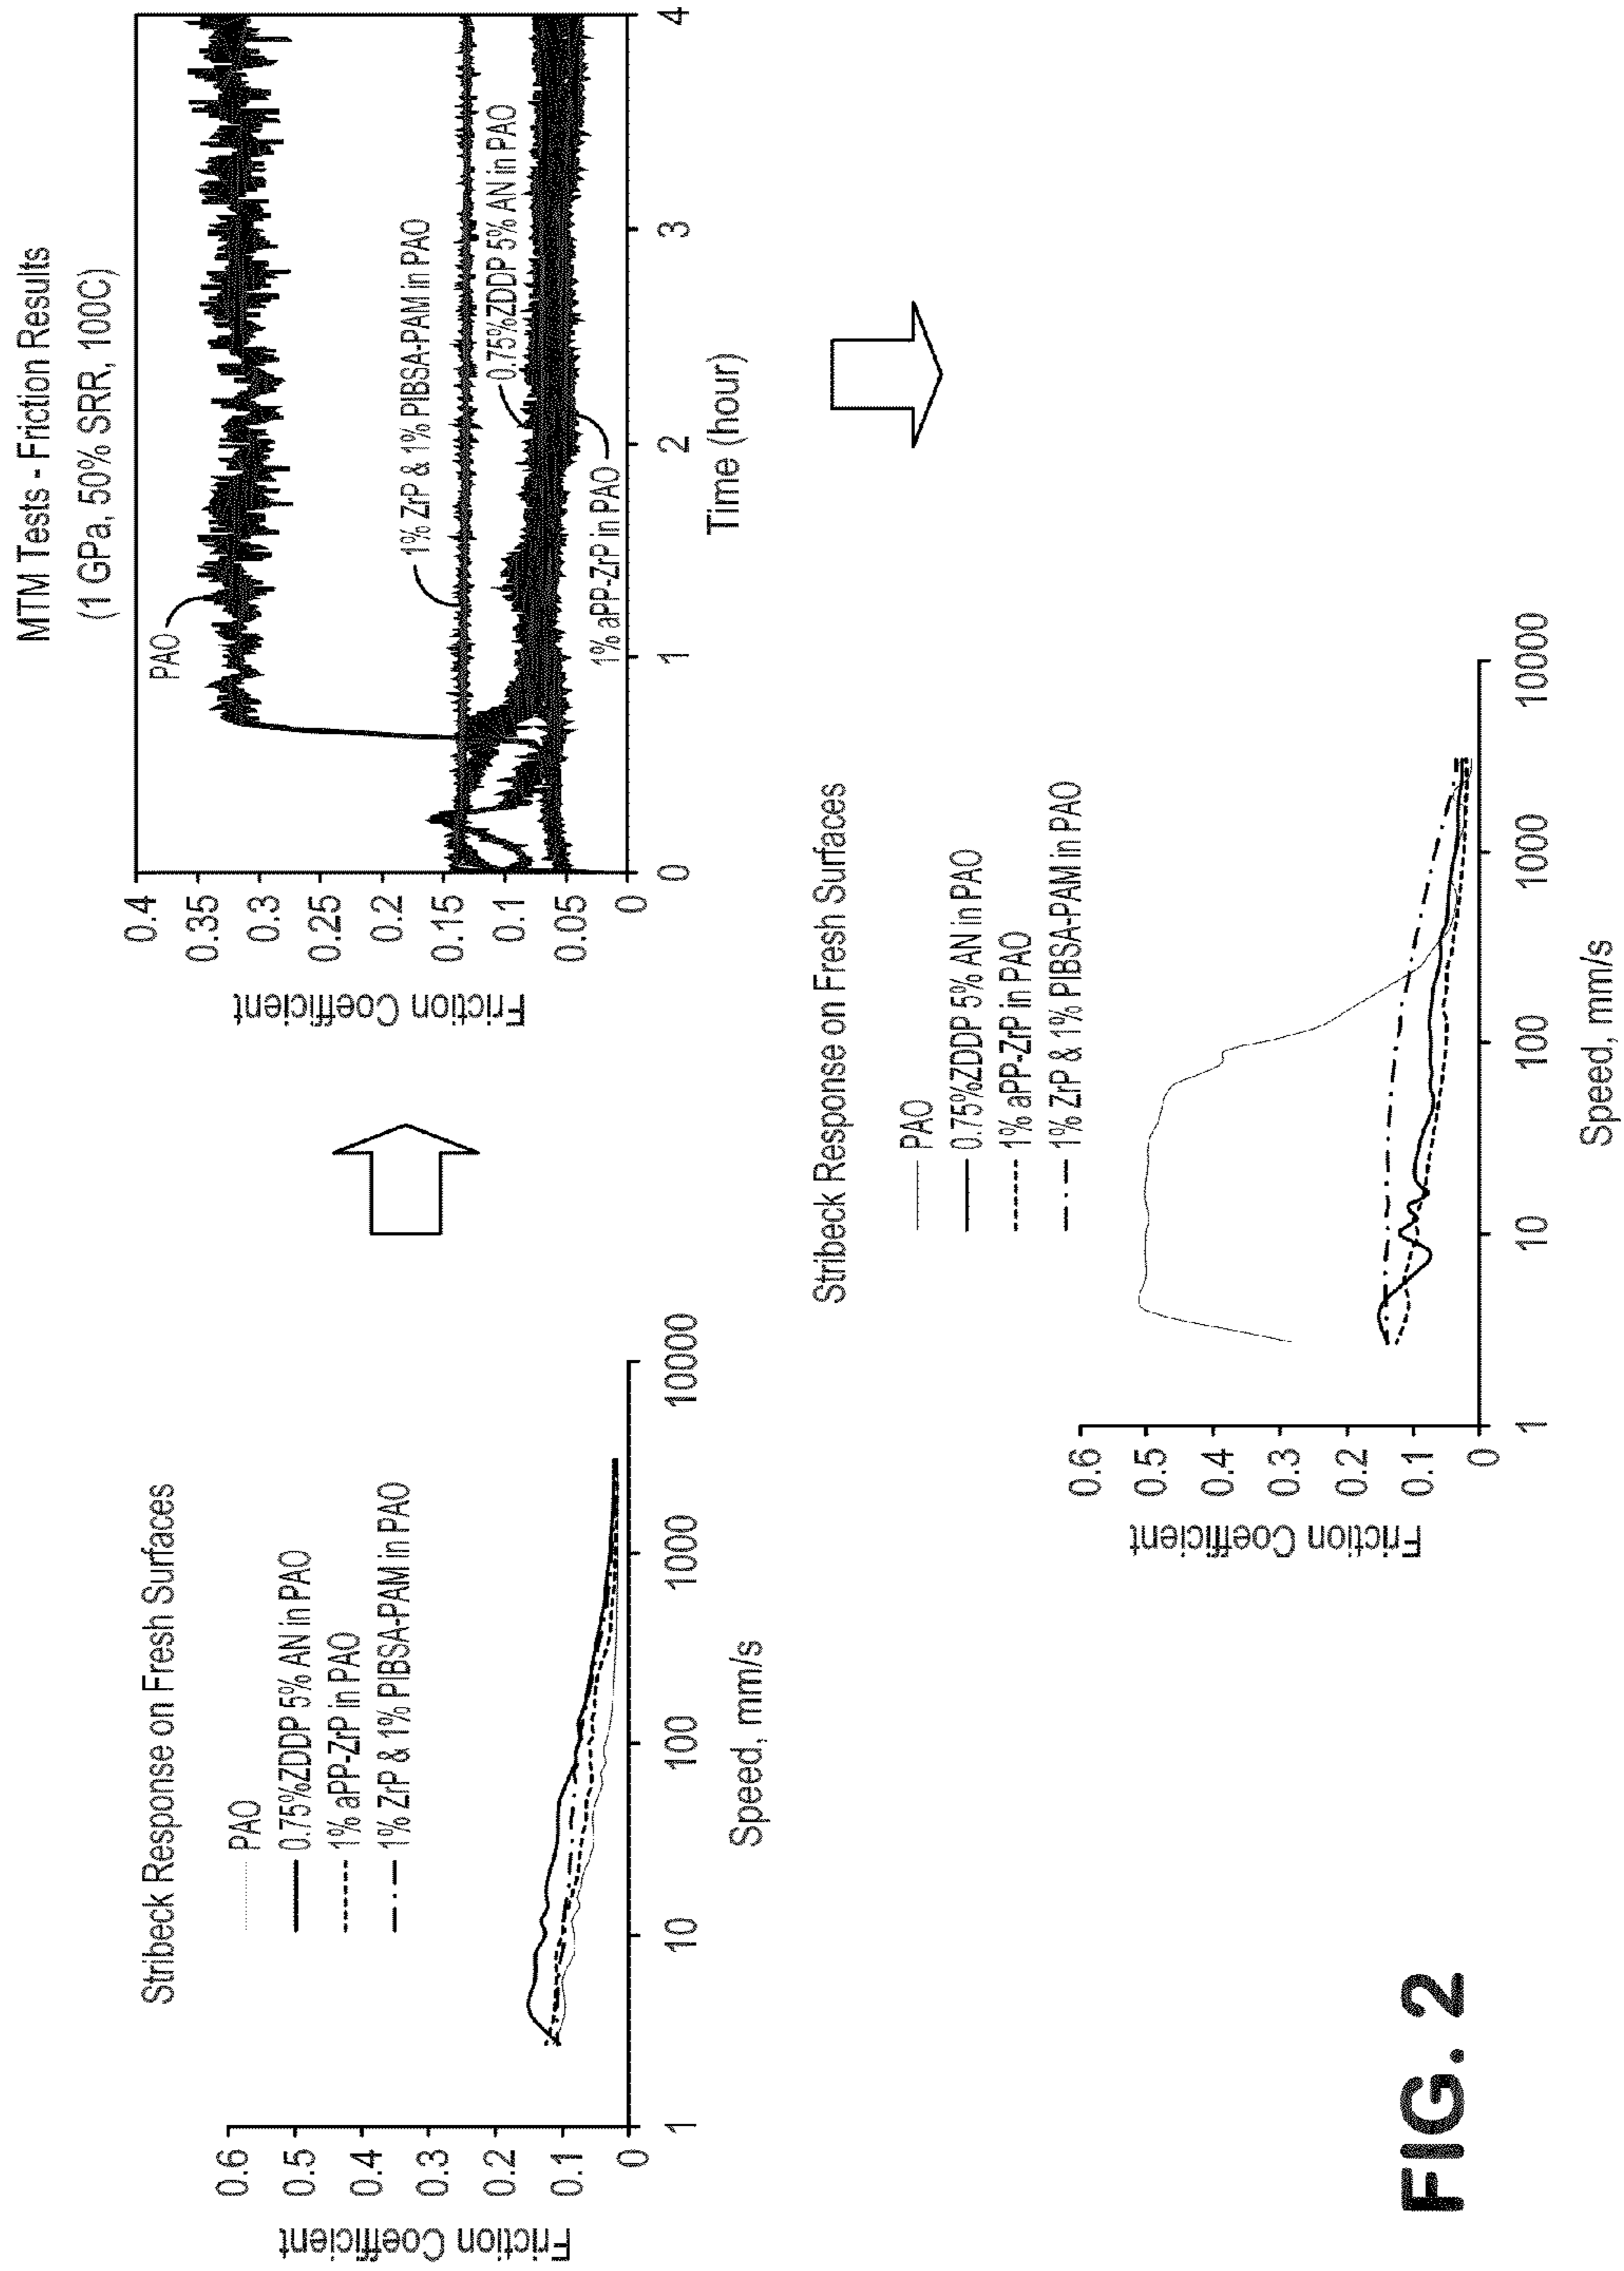 Stribeck Response on Fresh Surfaces
PAO
0.75%ZDDP 5% AN in PAO
1% aPP-ZrP in PAO
1% ZrP & 1% PIBSA-PAM in PAO
Friction Coefficient
0.6
0.5
0.4
0.3
0.2
0.1
0
1
10
100
1000
10000
Speed, mm/s
MTM Tests - Friction Results
(1 GPa, 50% SRR, 100C)
Friction Coefficient
0.4
0.35
0.3
0.25
0.2
0.15
0.1
0.05
0
PAO
1% ZrP & 1% PIBSA-PAM in PAO
0.75%ZDDP 5% AN in PAO
1% aPP-ZrP in PAO
0
1
2
3
4
Time (hour)
Stribeck Response on Fresh Surfaces
PAO
0.75%ZDDP 5% AN in PAO
1% aPP-ZrP in PAO
1% ZrP & 1% PIBSA-PAM in PAO
Friction Coefficient
0.6
0.5
0.4
0.3
0.2
0.1
0
1
10
100
1000
10000
Speed, mm/s
FIG. 2